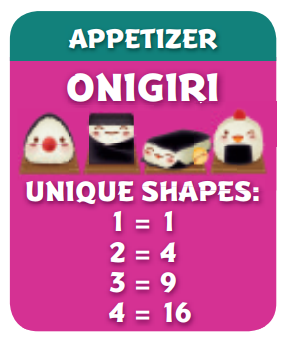 APPETIZER
ONIGIRI
UNIQUE SHAPES:
1 = 1
2 = 4
3 = 9
4 = 16